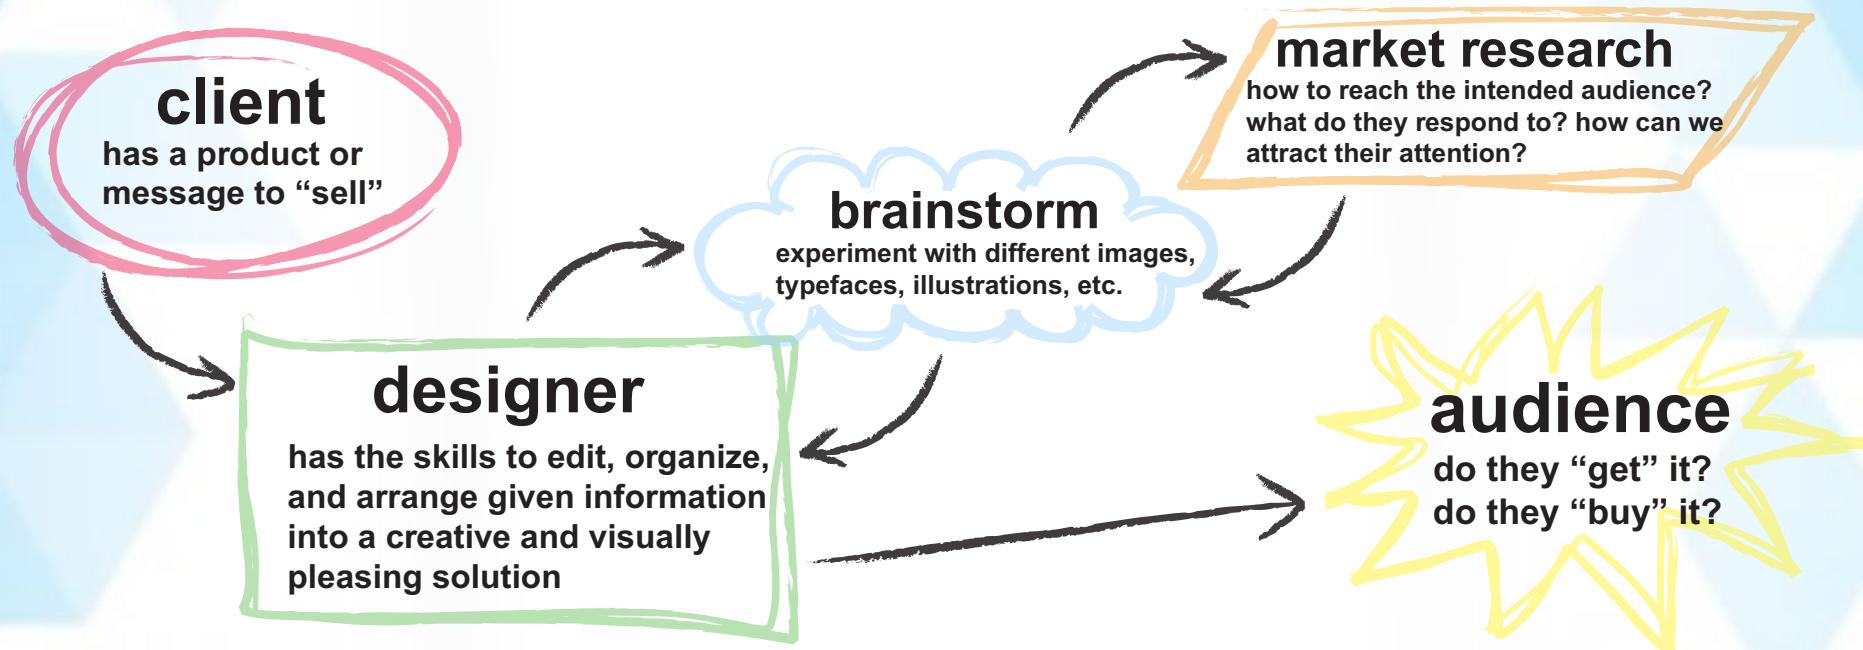 client
has a product or
message to “sell”
designer
has the skills to edit, organize,
and arrange given information
into a creative and visually
pleasing solution
brainstorm
experiment with different images,
typefaces, illustrations, etc.
market research
how to reach the intended audience?
what do they respond to? how can we
attract their attention?
audience
do they “get” it?
do they “buy” it?